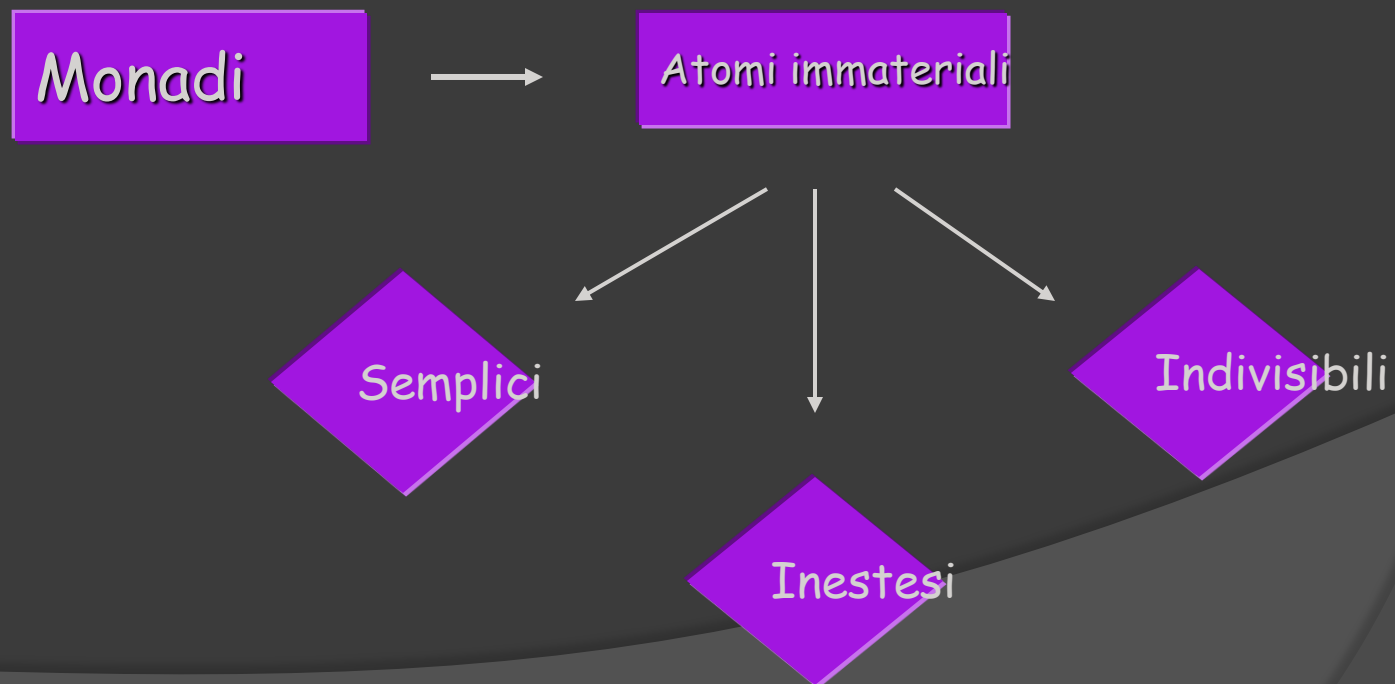 Monadi
Atomi immateriali
Semplici
Indivisibili
Inestesi